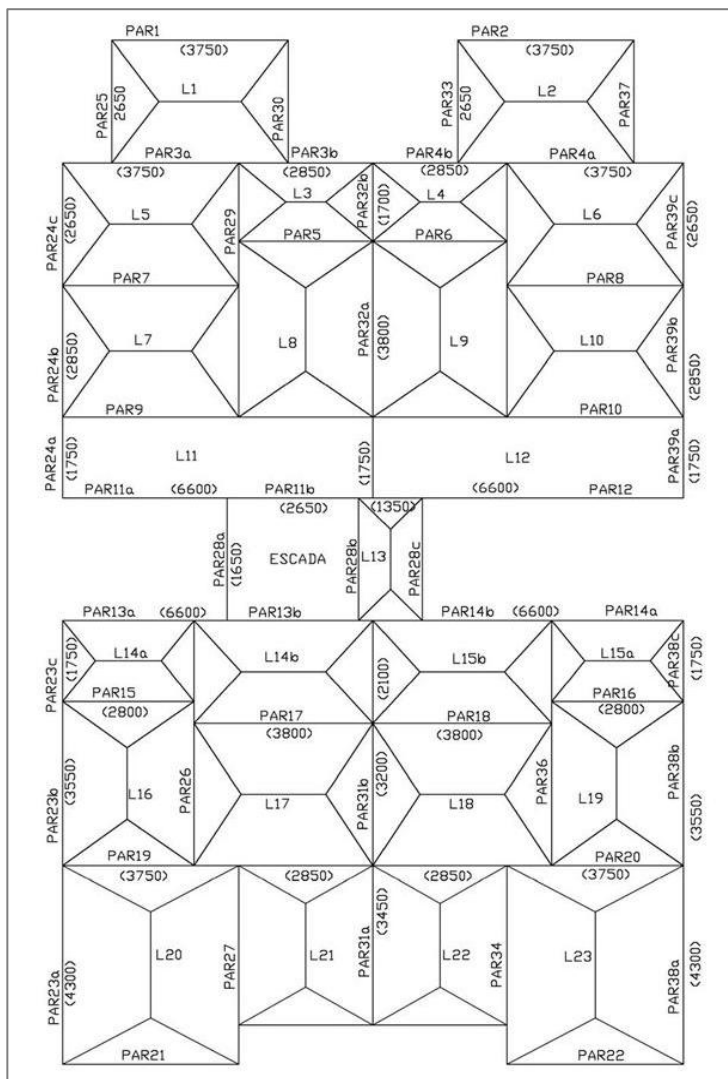 PAR1
PAR2
(3750)
(3750)
PAR25
2650
L1
PAR30
PAR33
2650
L2
PAR37
PAR3a
PAR3b
PAR4b
PAR4a
(3750)
(2850)
(2850)
(3750)
PAR24c
(2650)
L5
PAR29
L3
PAR32b
(1700)
L4
L6
PAR39c
(2650)
PAR5
PAR6
PAR7
PAR8
PAR24b
(2850)
L7
L8
PAR32a
(3800)
L9
L10
PAR39b
(2850)
PAR9
PAR10
PAR24a
(1750)
L11
(1750)
L12
PAR39a
(1750)
PAR11a
(6600)
PAR11b
(6600)
PAR12
(2650)
(1350)
PAR28a
(1650)
ESCADA
PAR28b
L13
PAR28c
PAR13a
(6600)
PAR13b
PAR14b
(6600)
PAR14a
PAR23c
(1750)
L14a
L14b
(2100)
L15b
L15a
PAR38c
(1750)
PAR15
PAR16
(2800)
(2800)
PAR17
PAR18
(3800)
(3800)
PAR23b
(3550)
L16
PAR26
L17
PAR31b
(3200)
L18
PAR36
L19
PAR38b
(3550)
PAR19
PAR20
(3750)
(2850)
(2850)
(3750)
PAR23a
(4300)
L20
PAR27
L21
PAR31a
(3450)
L22
PAR34
L23
PAR38a
(4300)
PAR21
PAR22